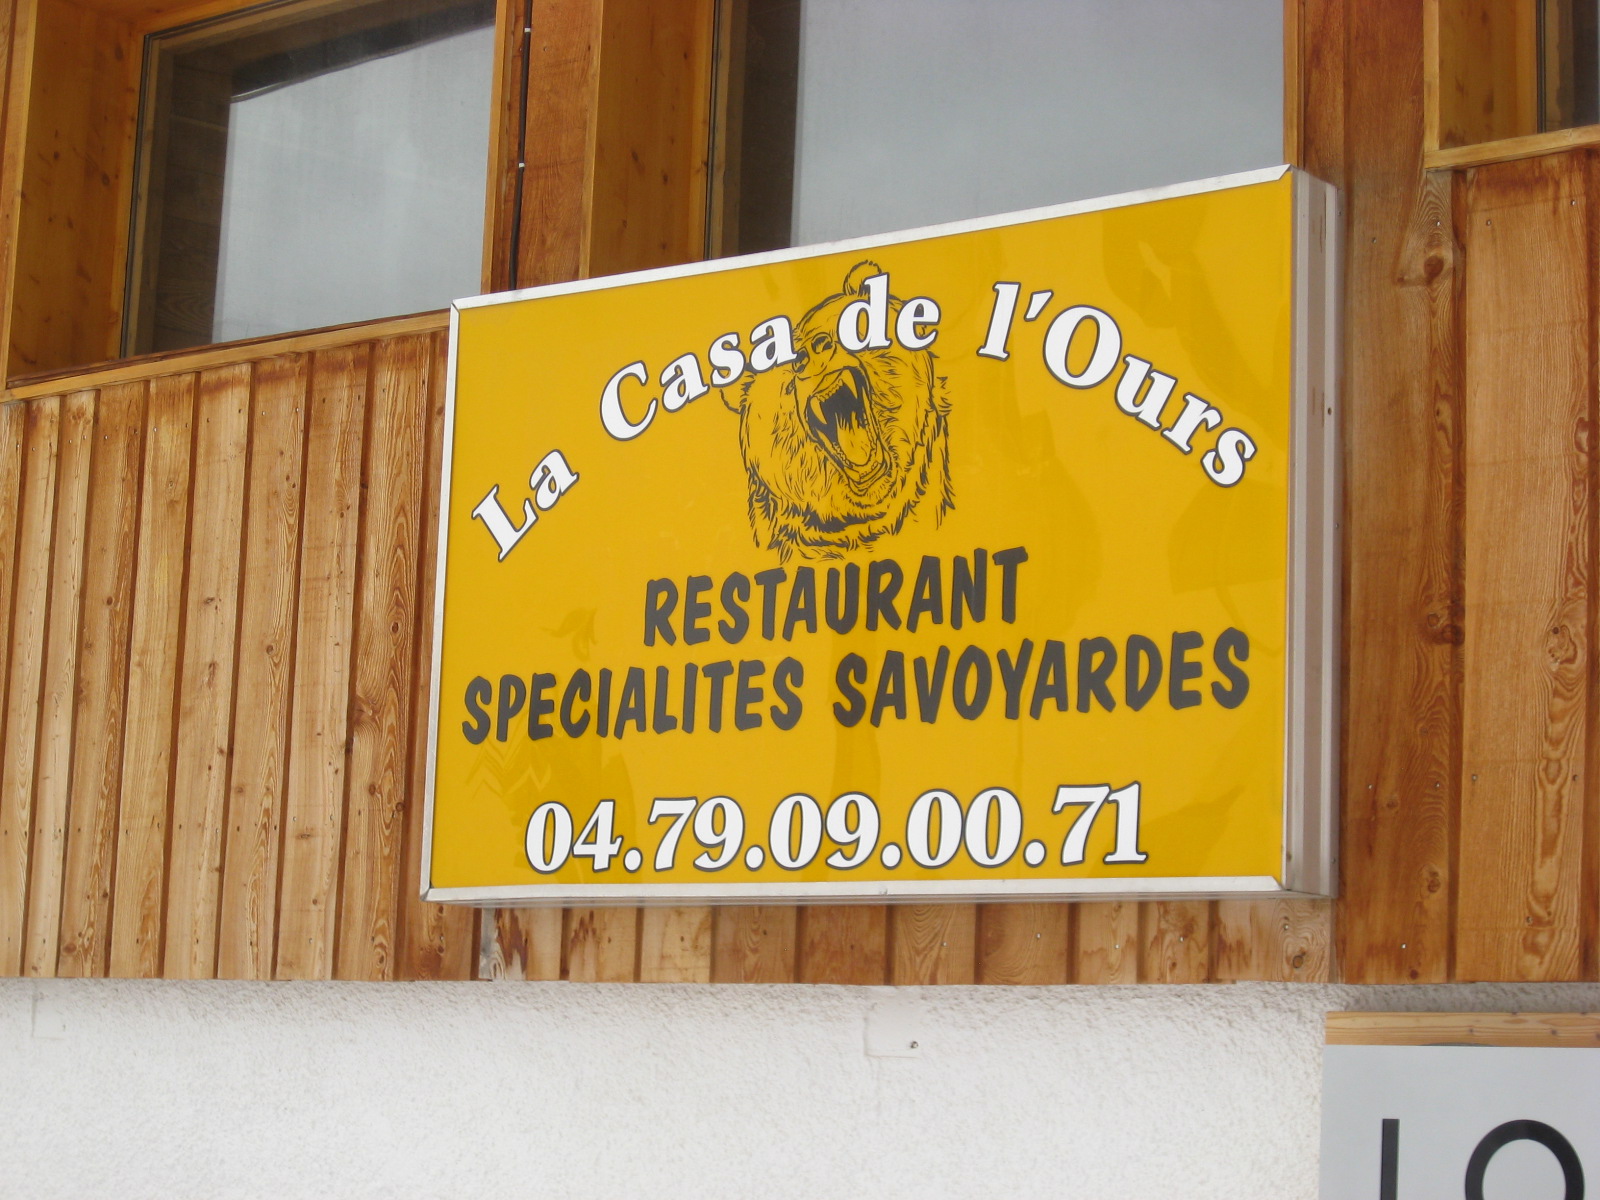 La Casa de l'Ours
RESTAURANT
SPECIALITES SAVOYARDES
04.79.09.00.71